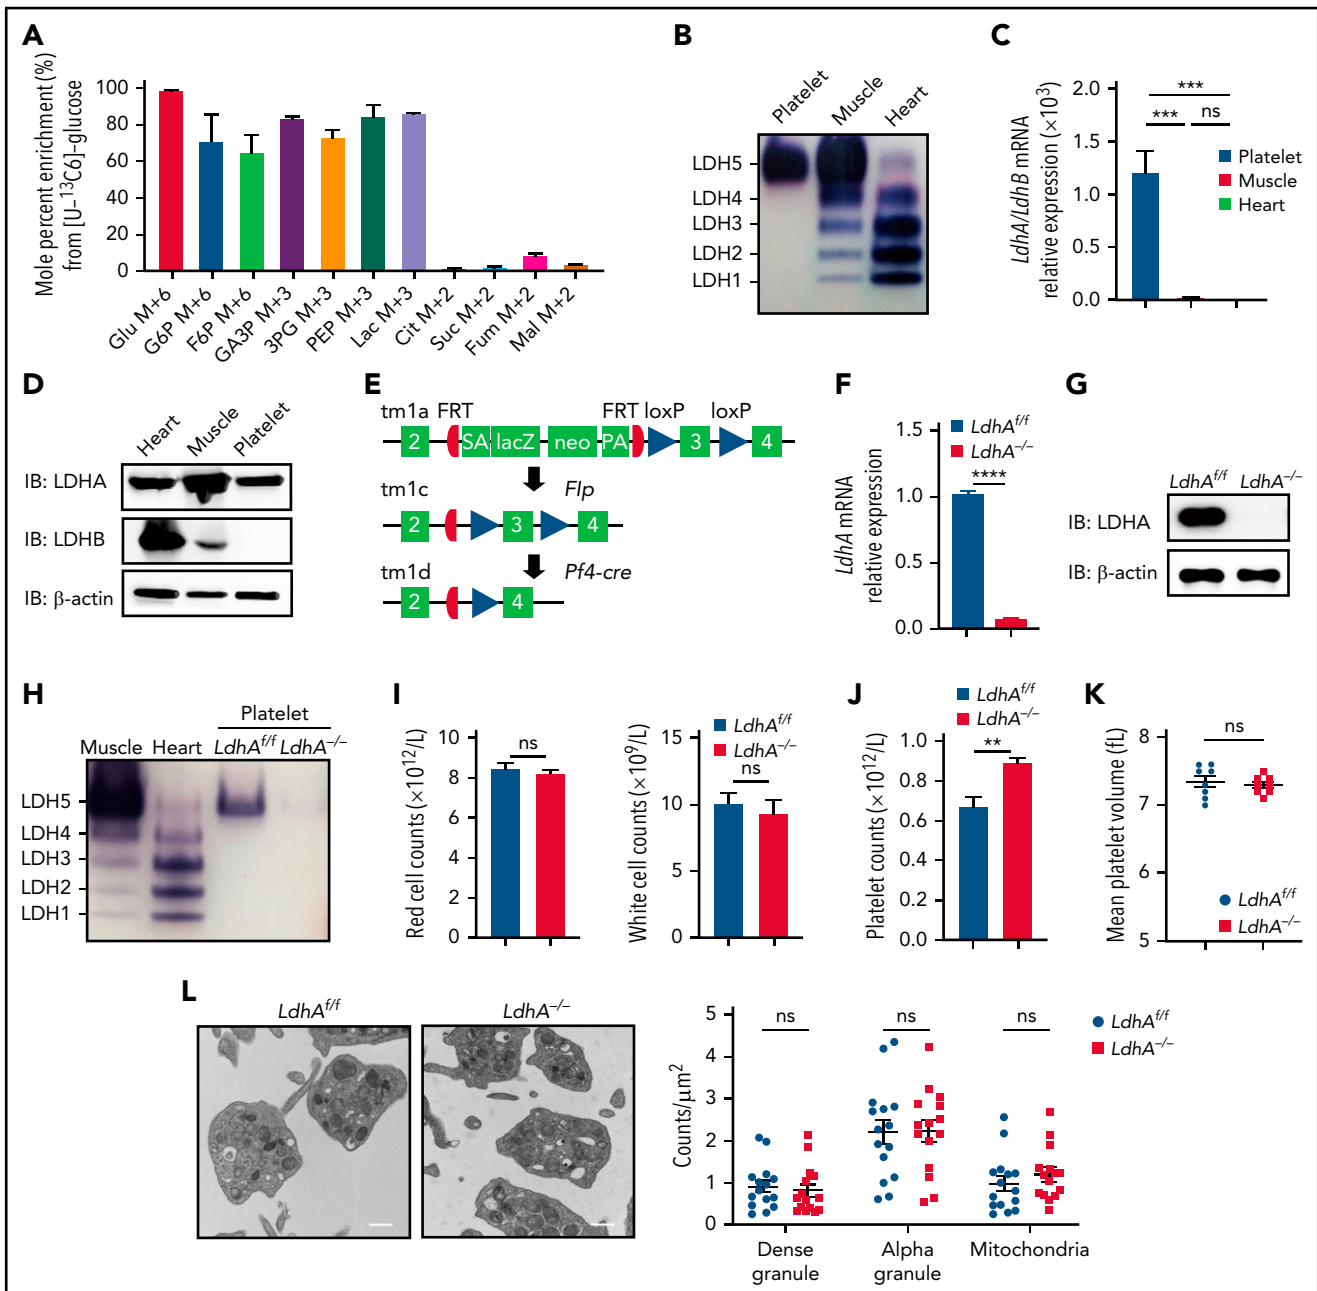 A
Mole percent enrichment (%)
from [U–¹³C6]–glucose
100
80
60
40
20
0
Glu M+6
G6P M+6
F6P M+6
GA3P M+3
3PG M+3
PEP M+3
Lac M+3
Cit M+2
Suc M+2
Fum M+2
Mal M+2
B
Platelet
Muscle
Heart
LDH5
LDH4
LDH3
LDH2
LDH1
C
LdhA/LdhB mRNA
relative expression (×10³)
2.0
1.5
1.0
0.5
0.0
***
*** ns
Platelet
Muscle
Heart
D
Heart
Muscle
Platelet
IB: LDHA
IB: LDHB
IB: β-actin
E
tm1a FRT FRT loxP loxP
2 SA lacZ neo PA 3 4
Flp
tm1c
2 3 4
Pf4-cre
tm1d
2 4
F
LdhA mRNA
relative expression
1.5
1.0
0.5
0.0
LdhA^f/f
LdhA^–/–
****
G
LdhA^f/f LdhA^–/–
IB: LDHA
IB: β-actin
H
Platelet
Muscle Heart LdhA^f/f LdhA^–/–
LDH5
LDH4
LDH3
LDH2
LDH1
I
Red cell counts (×10¹²/L)
10
8
6
4
2
0
ns
White cell counts (×10⁹/L)
15
10
5
0
LdhA^f/f
LdhA^–/–
ns
J
LdhA^f/f
LdhA^–/–
Platelet counts (×10¹²/L)
1.0
0.8
0.6
0.4
0.2
0.0
**
K
Mean platelet volume (fL)
8
7
6
5
ns
LdhA^f/f
LdhA^–/–
L
LdhA^f/f
LdhA^–/–
Counts/μm²
5
4
3
2
1
0
ns ns ns
Dense
granule
Alpha
granule
Mitochondria
LdhA^f/f
LdhA^–/–